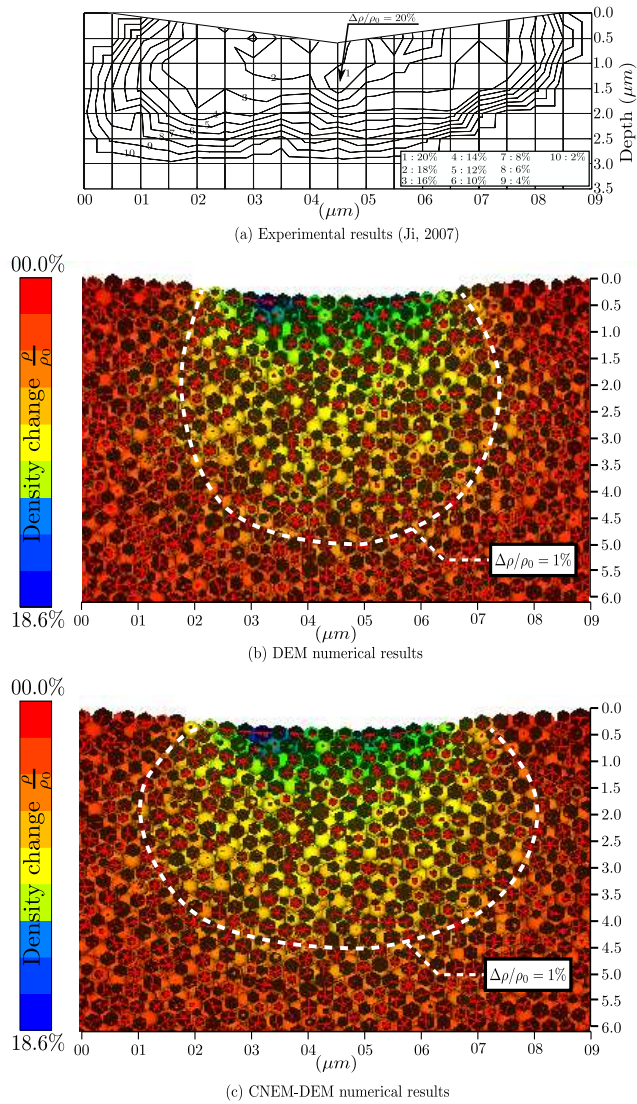 Δρ/ρ₀ = 20%
0.0
0.5
1.0
1.5
2.0
2.5
3.0
3.5
Depth (μm)
1
2
3
4
5
6
7
8
9
10
1 : 20% 4 : 14% 7 : 8% 10 : 2%
2 : 18% 5 : 12% 8 : 6%
3 : 16% 6 : 10% 9 : 4%
00 01 02 03 04 05 06 07 08 09
(μm)
(a) Experimental results (Ji, 2007)
00.0%
Density change ρ/ρ₀
18.6%
0.0
0.5
1.0
1.5
2.0
2.5
3.0
3.5
4.0
4.5
5.0
5.5
6.0
Δρ/ρ₀ = 1%
00 01 02 03 04 05 06 07 08 09
(μm)
(b) DEM numerical results
00.0%
Density change ρ/ρ₀
18.6%
0.0
0.5
1.0
1.5
2.0
2.5
3.0
3.5
4.0
4.5
5.0
5.5
6.0
Δρ/ρ₀ = 1%
00 01 02 03 04 05 06 07 08 09
(μm)
(c) CNEM-DEM numerical results